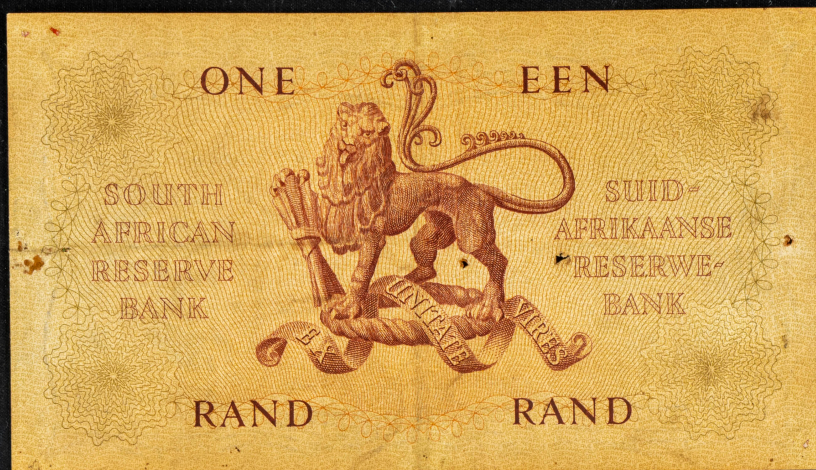 ONE EEN
SOUTH
AFRICAN
RESERVE
BANK
SUID-
AFRIKAANSE
RESERWE-
BANK
EX UNITATE VIRES
RAND RAND